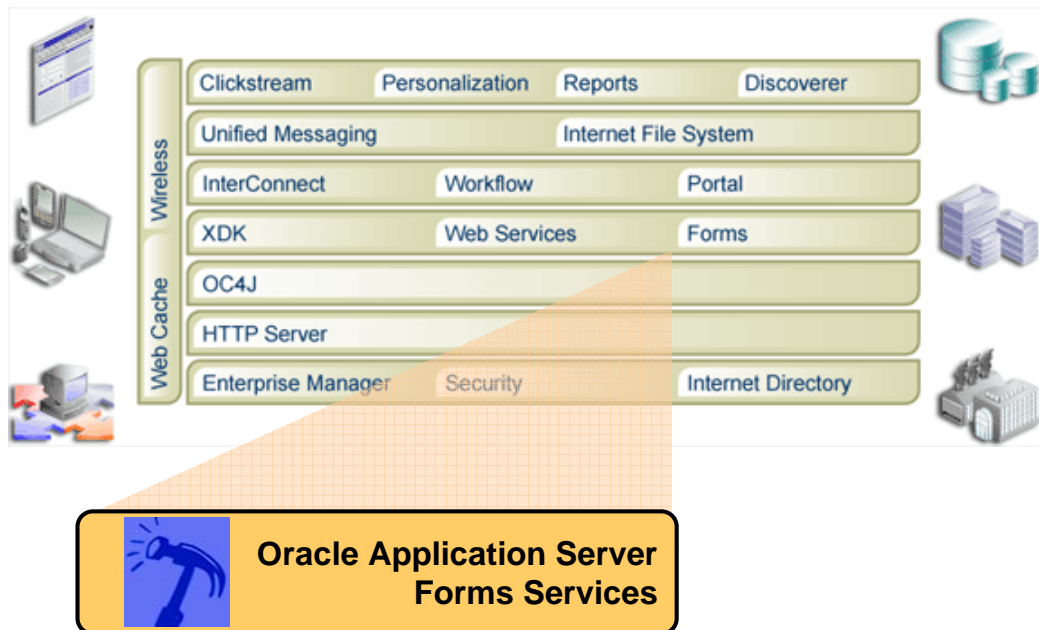 Clickstream Personalization Reports Discoverer
Unified Messaging Internet File System
InterConnect Workflow Portal
XDK Web Services Forms
OC4J
HTTP Server
Enterprise Manager Security Internet Directory
Wireless
Web Cache
Oracle Application Server
Forms Services